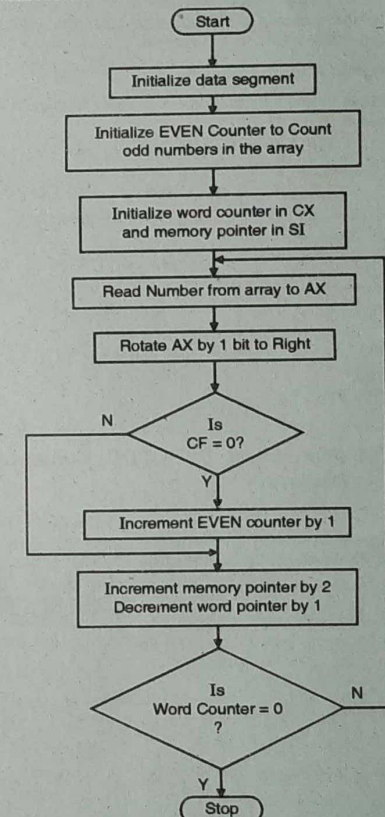 Start
Initialize data segment
Initialize EVEN Counter to Count
odd numbers in the array
Initialize word counter in CX
and memory pointer in SI
Read Number from array to AX
Rotate AX by 1 bit to Right
N
Is
CF = 0?
Y
Increment EVEN counter by 1
Increment memory pointer by 2
Decrement word pointer by 1
Is
Word Counter = 0
?
N
Y
Stop